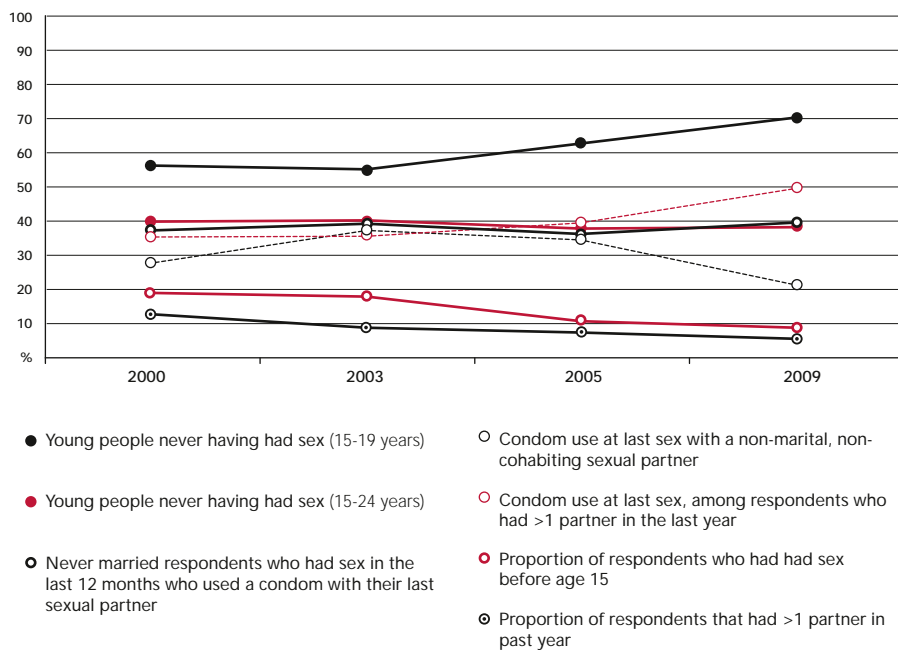 100
90
80
70
60
50
40
30
20
10
%
2000 2003 2005 2009
Young people never having had sex (15-19 years)
Young people never having had sex (15-24 years)
Never married respondents who had sex in the
last 12 months who used a condom with their last
sexual partner
Condom use at last sex with a non-marital, non-
cohabiting sexual partner
Condom use at last sex, among respondents who
had >1 partner in the last year
Proportion of respondents who had had sex
before age 15
Proportion of respondents that had >1 partner in
past year